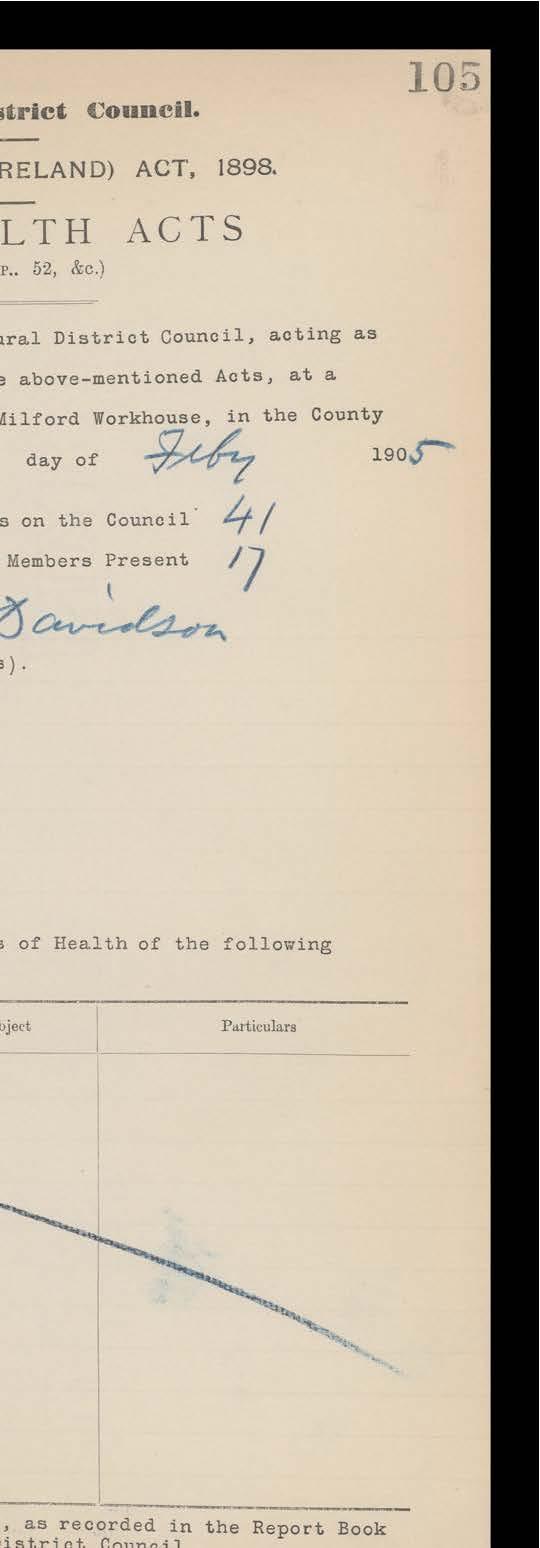 105
strict Council.
RELAND) ACT, 1898.
LTH ACTS
P.. 52, &c.)
ural District Council, acting as
e above-mentioned Acts, at a
Milford Workhouse, in the County
day of Feby 1905
s on the Council 41
Members Present 17
Davidson
s).
s of Health of the following
bject Particulars
, as recorded in the Report Book
istrict Council